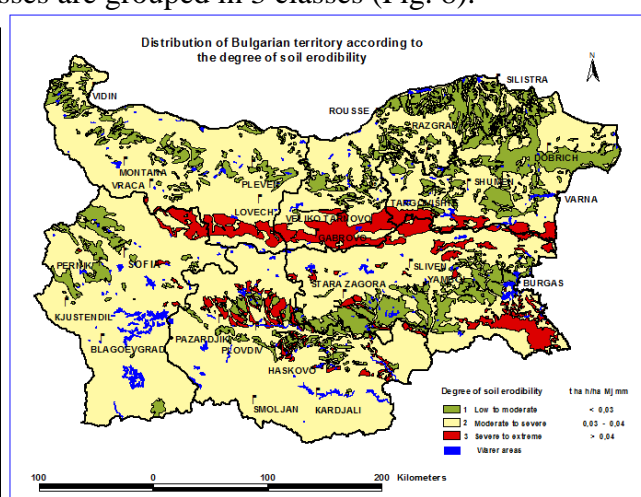 sses are grouped in 3 classes (Fig. 6).
Distribution of Bulgarian territory according to
the degree of soil erodibility
N
SILISTRA
VIDIN
ROUSSE
RAZGRAD
DOBRICH
MONTANA
VRACA
PLEVEN
SHUMEN
VARNA
LOVECH
VELIKO TARNOVO
TARGOVISHTE
GABROVO
PERNIK
SOFIA
SLIVEN
STARA ZAGORA
YAM
BURGAS
KJUSTENDIL
PAZARDJIK
PLOVDIV
BLAGOEVGRAD
HASKOVO
SMOLJAN
KARDJALI
Degree of soil erodibility t ha h/ha Mj mm
1 Low to moderate < 0,03
2 Moderate to severe 0,03 - 0,04
3 Severe to extreme > 0,04
100 0 100 200 Kilometers